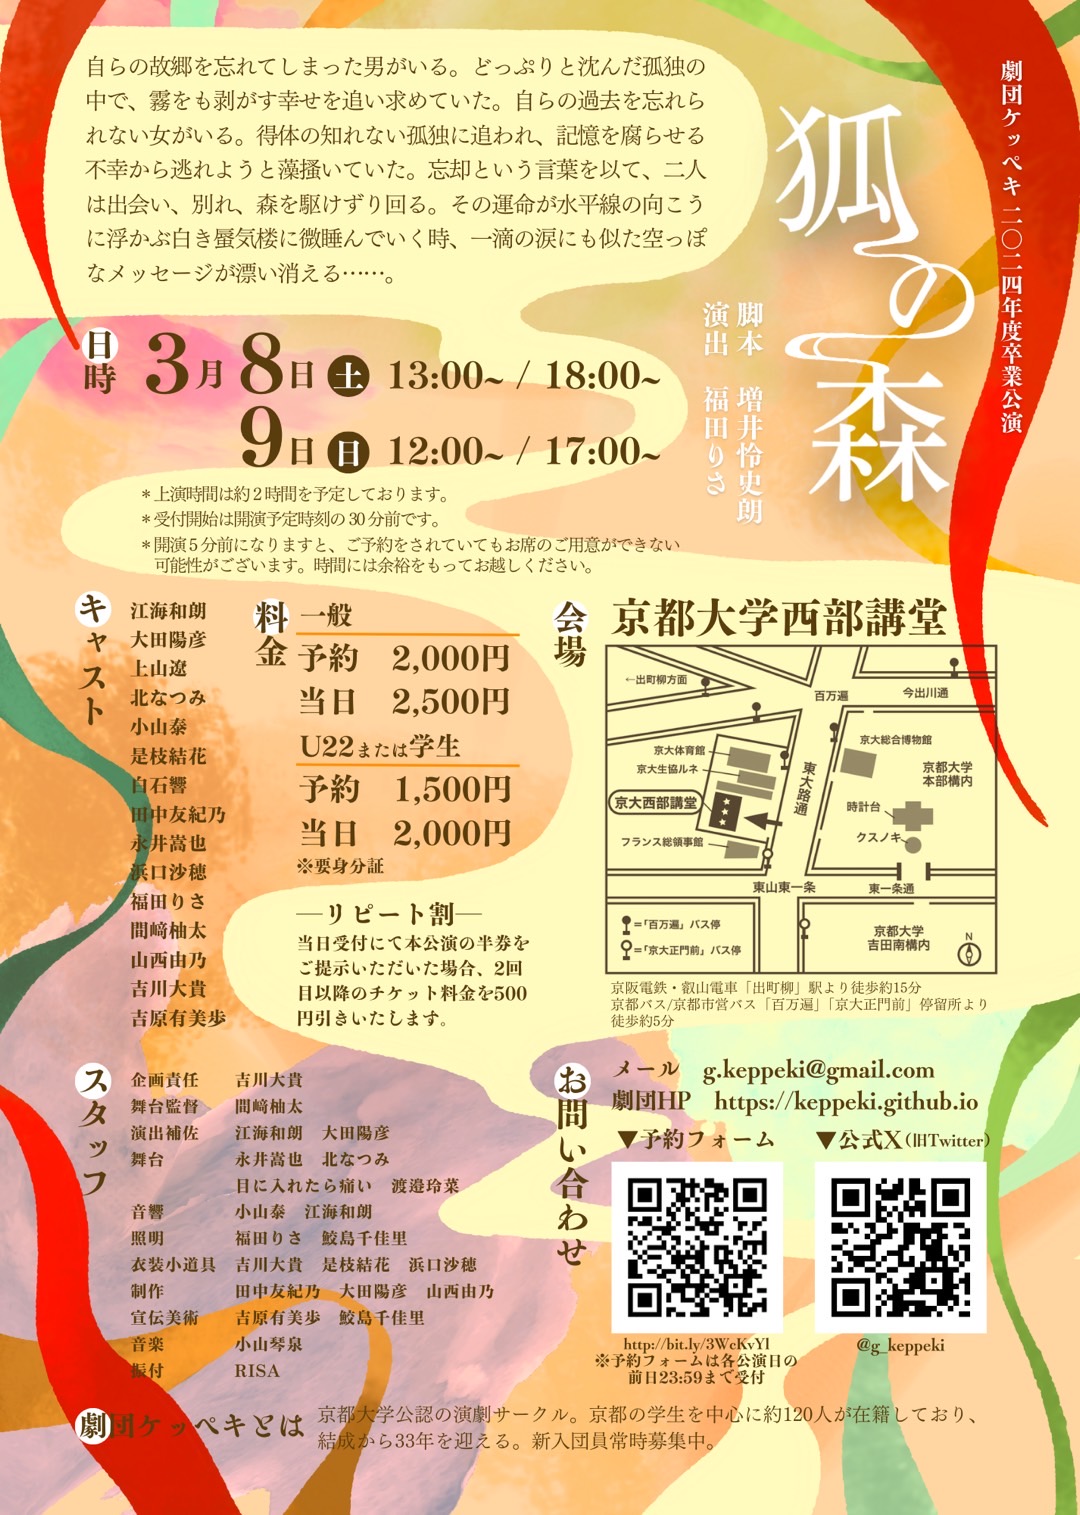 劇団ケッペキ 二〇二四年度卒業公演
狐の森
脚本 増井怜史朗
演出 福田りさ
自らの故郷を忘れてしまった男がいる。どっぷりと沈んだ孤独の
中で、霧をも剥がす幸せを追い求めていた。自らの過去を忘れら
れない女がいる。得体の知れない孤独に追われ、記憶を腐らせる
不幸から逃れようと藻掻いていた。忘却という言葉を以て、二人
は出会い、別れ、森を駆けずり回る。その運命が水平線の向こう
に浮かぶ白き蜃気楼に微睡んでいく時、一滴の涙にも似た空っぽ
なメッセージが漂い消える……。
日時
3月8日 土 13:00~ / 18:00~
9日 日 12:00~ / 17:00~
＊上演時間は約2時間を予定しております。
＊受付開始は開演予定時刻の30分前です。
＊開演5分前になりますと、ご予約をされていてもお席のご用意ができない
可能性がございます。時間には余裕をもってお越しください。
キャスト
江海和朗
大田陽彦
上山遼
北なつみ
小山泰
是枝結花
白石響
田中友紀乃
永井嵩也
浜口沙穂
福田りさ
間﨑柚太
山西由乃
吉川大貴
吉原有美歩
料金
一般
予約 2,000円
当日 2,500円
U22または学生
予約 1,500円
当日 2,000円
※要身分証
―リピート割―
当日受付にて本公演の半券を
ご提示いただいた場合、2回
目以降のチケット料金を500
円引きいたします。
会場
京都大学西部講堂
←出町柳方面
百万遍
今出川通
京大体育館
京大生協ルネ
京大西部講堂
フランス総領事館
東大路通
京大総合博物館
京都大学
本部構内
時計台
クスノキ
東山東一条
東一条通
=「百万遍」バス停
=「京大正門前」バス停
京都大学
吉田南構内
N
京阪電鉄・叡山電車「出町柳」駅より徒歩約15分
京都バス/京都市営バス「百万遍」「京大正門前」停留所より
徒歩約5分
スタッフ
企画責任 吉川大貴
舞台監督 間﨑柚太
演出補佐 江海和朗 大田陽彦
舞台 永井嵩也 北なつみ
目に入れたら痛い 渡邉玲菜
音響 小山泰 江海和朗
照明 福田りさ 鮫島千佳里
衣装小道具 吉川大貴 是枝結花 浜口沙穂
制作 田中友紀乃 大田陽彦 山西由乃
宣伝美術 吉原有美歩 鮫島千佳里
音楽 小山琴泉
振付 RISA
お問い合わせ
メール g.keppeki@gmail.com
劇団HP https://keppeki.github.io
▼予約フォーム
▼公式X(旧Twitter)
http://bit.ly/3WcKvYl
@g_keppeki
※予約フォームは各公演日の
前日23:59まで受付
劇団ケッペキとは
京都大学公認の演劇サークル。京都の学生を中心に約120人が在籍しており、
結成から33年を迎える。新入団員常時募集中。